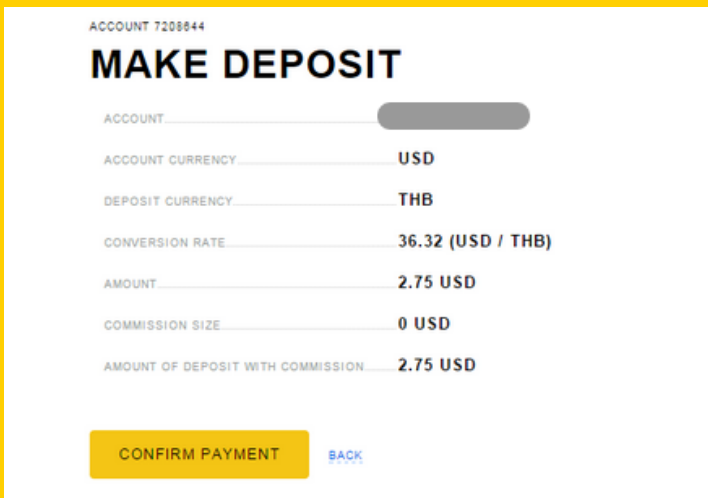 ACCOUNT 7208644
MAKE DEPOSIT
ACCOUNT
ACCOUNT CURRENCY USD
DEPOSIT CURRENCY THB
CONVERSION RATE 36.32 (USD / THB)
AMOUNT 2.75 USD
COMMISSION SIZE 0 USD
AMOUNT OF DEPOSIT WITH COMMISSION 2.75 USD
CONFIRM PAYMENT BACK